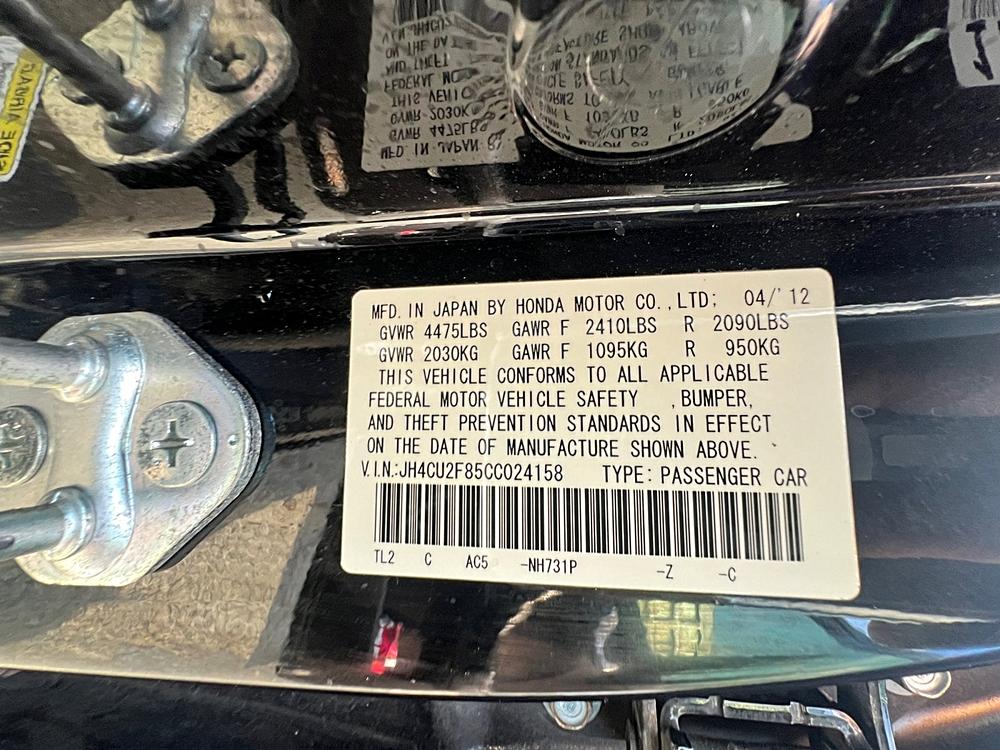 MFD. IN JAPAN BY HONDA MOTOR CO.,LTD; 04/'12
GVWR 4475LBS GAWR F 2410LBS R 2090LBS
GVWR 2030KG GAWR F 1095KG R 950KG
THIS VEHICLE CONFORMS TO ALL APPLICABLE
FEDERAL MOTOR VEHICLE SAFETY ,BUMPER,
AND THEFT PREVENTION STANDARDS IN EFFECT
ON THE DATE OF MANUFACTURE SHOWN ABOVE.
V.I.N.:JH4CU2F85CC024158 TYPE: PASSENGER CAR
TL2 C AC5 -NH731P -Z -C